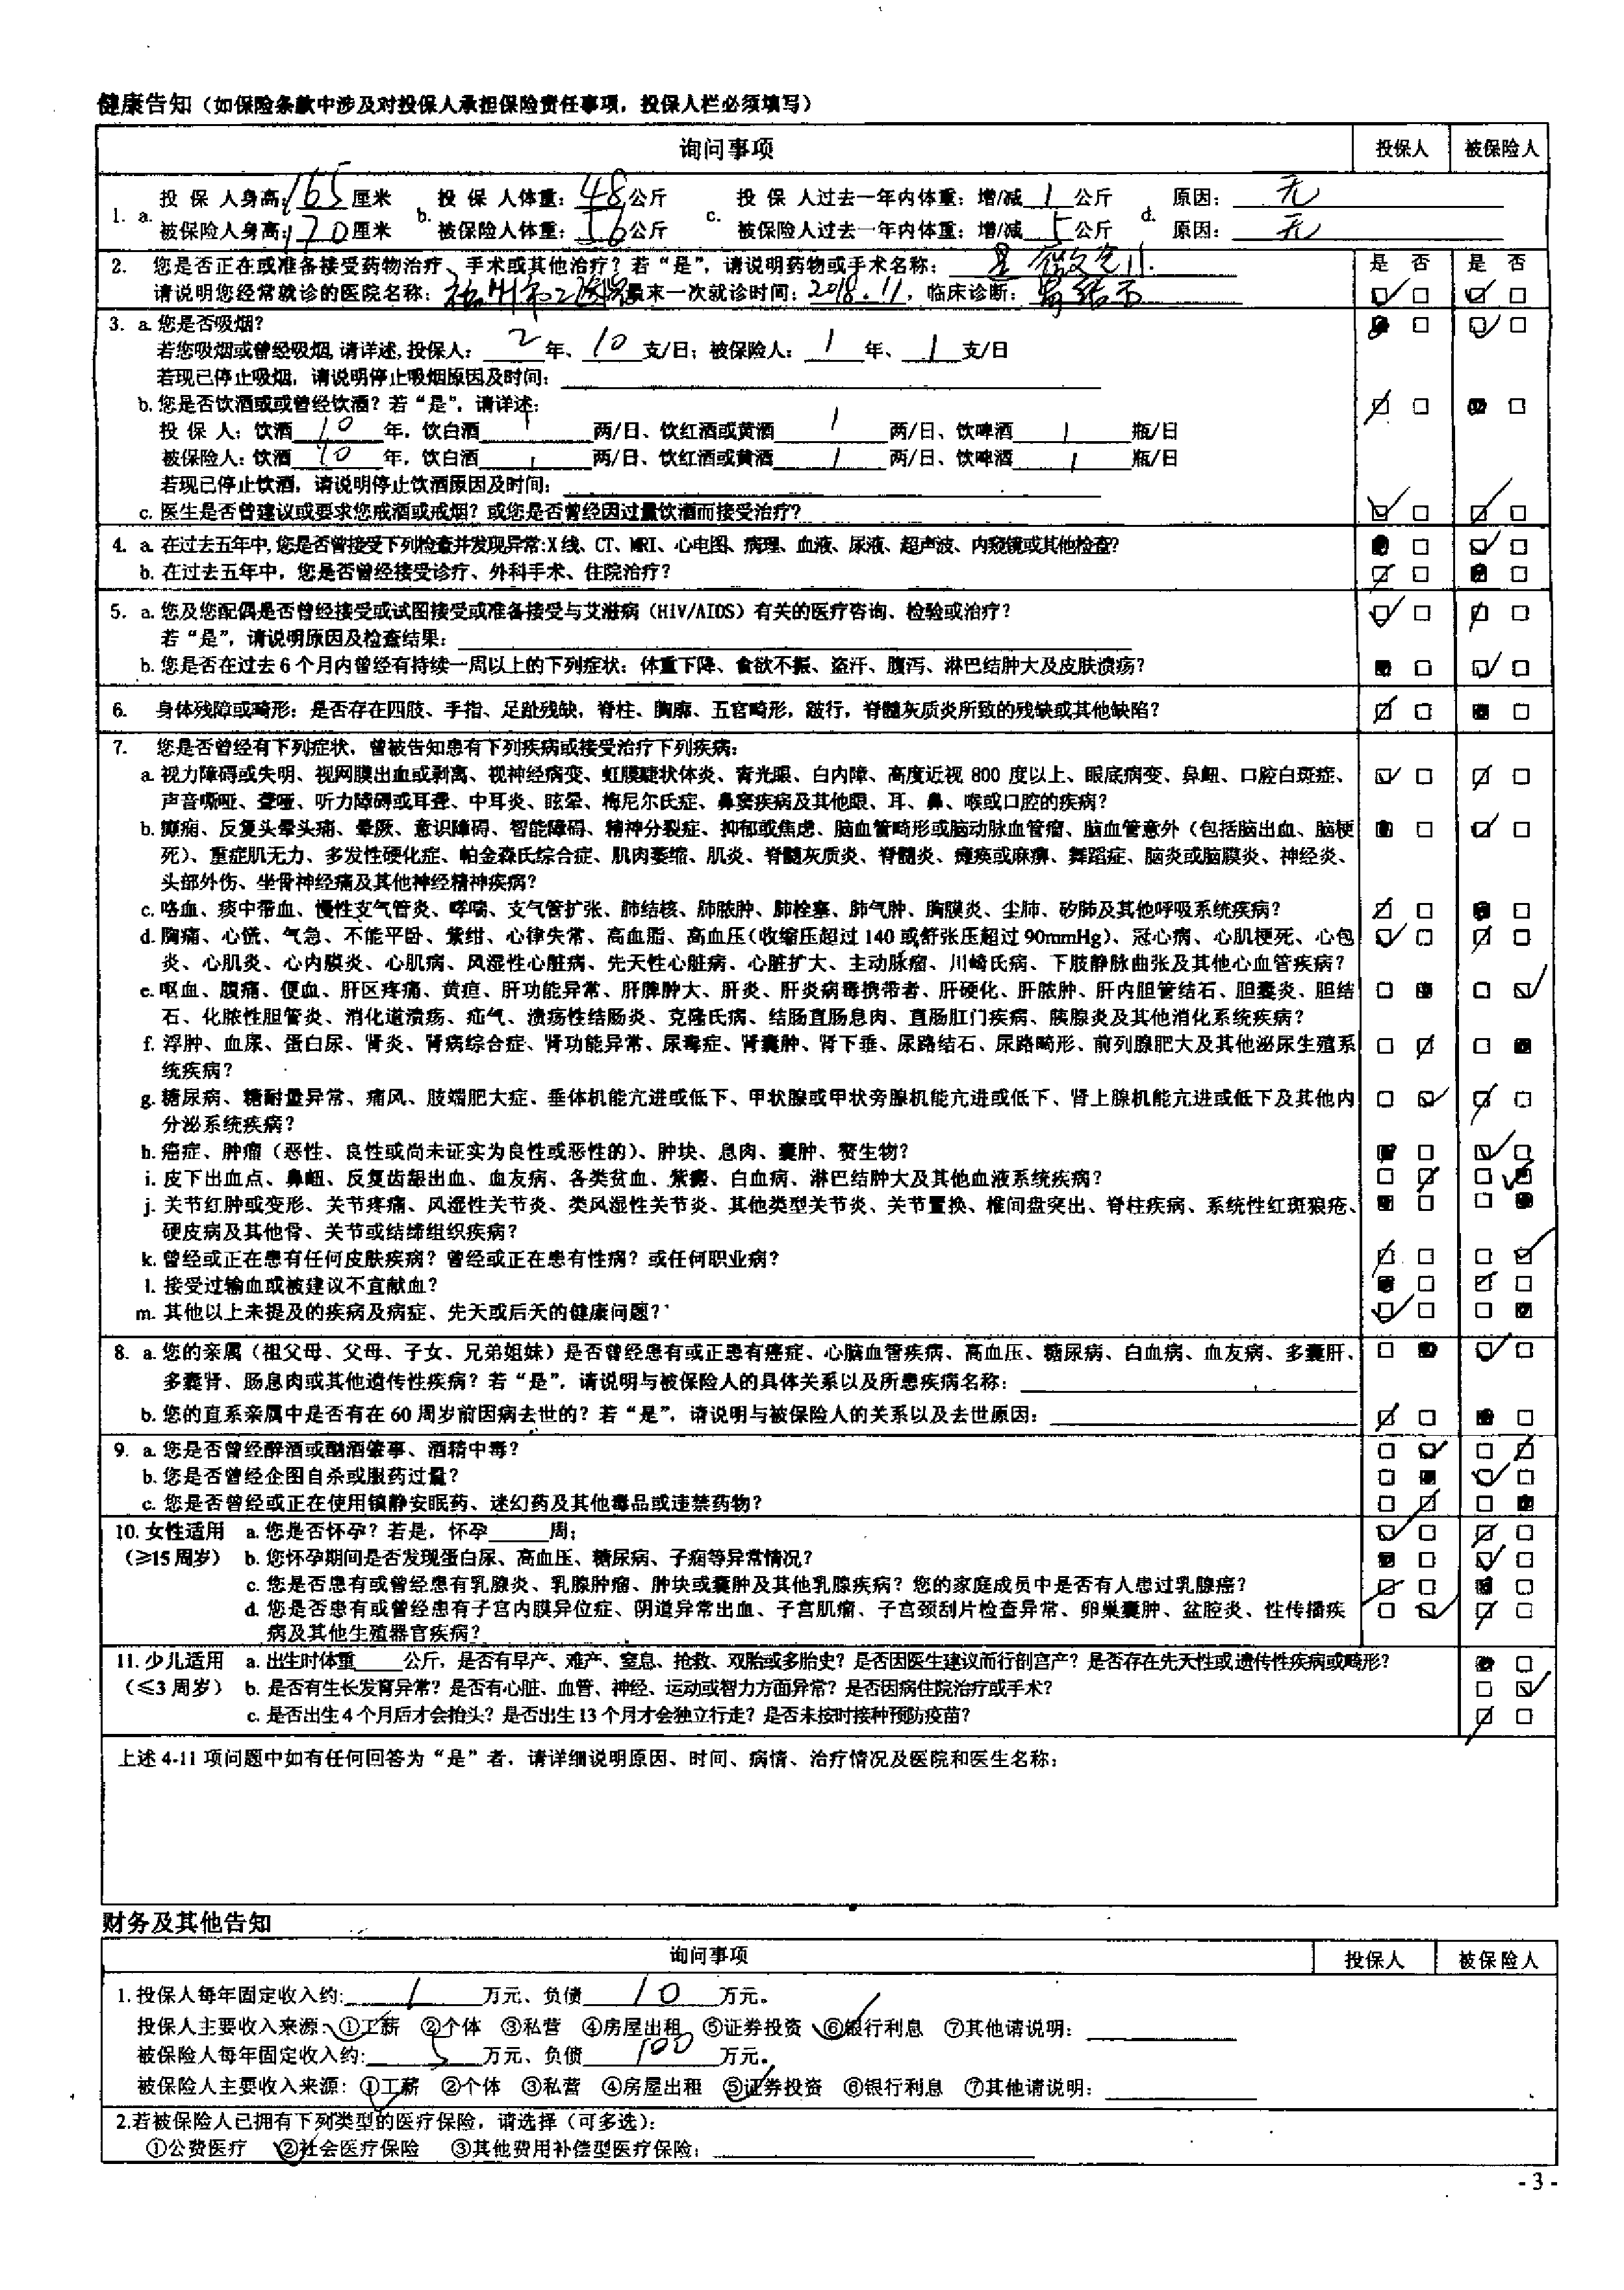 健康告知（如保险条款中涉及对投保人承担保险责任事项，投保人栏必须填写）
询问事项 投保人 被保险人
1. a. 投保人身高：165厘米 b. 投保人体重：48公斤 c. 投保人过去一年内体重：增/减 1 公斤 d. 原因：无
被保险人身高：170厘米 被保险人体重：56公斤 被保险人过去一年内体重：增/减 5 公斤 原因：无
2. 您是否正在或准备接受药物治疗、手术或其他治疗？若“是”，请说明药物或手术名称： 是 是 否 是 否
请说明您经常就诊的医院名称：福州市二医院 最末一次就诊时间：2018.11，临床诊断：胃结石 ☑□ ☑□
3. a. 您是否吸烟？ ■□ ☑□
若您吸烟或曾经吸烟，请详述，投保人： 2 年、 10 支/日；被保险人： 1 年、 1 支/日
若现已停止吸烟，请说明停止吸烟原因及时间：
b. 您是否饮酒或或曾经饮酒？若“是”，请详述： ☑□ ■□
投保人：饮酒 10 年，饮白酒 1 两/日、饮红酒或黄酒 1 两/日、饮啤酒 1 瓶/日
被保险人：饮酒 10 年，饮白酒 1 两/日、饮红酒或黄酒 1 两/日、饮啤酒 1 瓶/日
若现已停止饮酒，请说明停止饮酒原因及时间：
c. 医生是否曾建议或要求您戒酒或戒烟？或您是否曾经因过量饮酒而接受治疗？ ☑□ ☑□
4. a. 在过去五年中，您是否曾接受下列检查并发现异常:X线、CT、MRI、心电图、病理、血液、尿液、超声波、内窥镜或其他检查？ ■□ ☑□
b. 在过去五年中，您是否曾经接受诊疗、外科手术、住院治疗？ ☑□ ■□
5. a. 您及您配偶是否曾经接受或试图接受或准备接受与艾滋病（HIV/AIDS）有关的医疗咨询、检验或治疗？ ☑□ ☑□
若“是”，请说明原因及检查结果：
b. 您是否在过去6个月内曾经有持续一周以上的下列症状：体重下降、食欲不振、盗汗、腹泻、淋巴结肿大及皮肤溃疡？ ■□ ☑□
6. 身体残障或畸形：是否存在四肢、手指、足趾残缺，脊柱、胸廓、五官畸形，跛行，脊髓灰质炎所致的残缺或其他缺陷？ ☑□ ■□
7. 您是否曾经有下列症状，曾被告知患有下列疾病或接受治疗下列疾病：
a. 视力障碍或失明、视网膜出血或剥离、视神经病变、虹膜睫状体炎、青光眼、白内障、高度近视800度以上、眼底病变、鼻衄、口腔白斑症、 ☑□ ☑□
声音嘶哑、聋哑、听力障碍或耳聋、中耳炎、眩晕、梅尼尔氏症、鼻窦疾病及其他眼、耳、鼻、喉或口腔的疾病？
b. 癫痫、反复头晕头痛、晕厥、意识障碍、智能障碍、精神分裂症、抑郁或焦虑、脑血管畸形或脑动脉血管瘤、脑血管意外（包括脑出血、脑梗 ■□ ☑□
死）、重症肌无力、多发性硬化症、帕金森氏综合症、肌肉萎缩、肌炎、脊髓灰质炎、脊髓炎、瘫痪或麻痹、舞蹈症、脑炎或脑膜炎、神经炎、
头部外伤、坐骨神经痛及其他神经精神疾病？
c. 咯血、痰中带血、慢性支气管炎、哮喘、支气管扩张、肺结核、肺脓肿、肺栓塞、肺气肿、胸膜炎、尘肺、矽肺及其他呼吸系统疾病？ ☑□ ■□
d. 胸痛、心慌、气急、不能平卧、紫绀、心律失常、高血脂、高血压（收缩压超过140或舒张压超过90mmHg）、冠心病、心肌梗死、心包 ☑□ ☑□
炎、心肌炎、心内膜炎、心肌病、风湿性心脏病、先天性心脏病、心脏扩大、主动脉瘤、川崎氏病、下肢静脉曲张及其他心血管疾病？
e. 呕血、腹痛、便血、肝区疼痛、黄疸、肝功能异常、肝脾肿大、肝炎、肝炎病毒携带者、肝硬化、肝脓肿、肝内胆管结石、胆囊炎、胆结 □■ □☑
石、化脓性胆管炎、消化道溃疡、疝气、溃疡性结肠炎、克隆氏病、结肠直肠息肉、直肠肛门疾病、胰腺炎及其他消化系统疾病？
f. 浮肿、血尿、蛋白尿、肾炎、肾病综合症、肾功能异常、尿毒症、肾囊肿、肾下垂、尿路结石、尿路畸形、前列腺肥大及其他泌尿生殖系 □☑ □■
统疾病？
g. 糖尿病、糖耐量异常、痛风、肢端肥大症、垂体机能亢进或低下、甲状腺或甲状旁腺机能亢进或低下、肾上腺机能亢进或低下及其他内 □☑ ☑□
分泌系统疾病？
h. 癌症、肿瘤（恶性、良性或尚未证实为良性或恶性的）、肿块、息肉、囊肿、赘生物？ ■□ ☑□
i. 皮下出血点、鼻衄、反复齿龈出血、血友病、各类贫血、紫癜、白血病、淋巴结肿大及其他血液系统疾病？ □☑ □☑
j. 关节红肿或变形、关节疼痛、风湿性关节炎、类风湿性关节炎、其他类型关节炎、关节置换、椎间盘突出、脊柱疾病、系统性红斑狼疮、 ■□ □■
硬皮病及其他骨、关节或结缔组织疾病？
k. 曾经或正在患有任何皮肤疾病？曾经或正在患有性病？或任何职业病？ ☑□ □☑
l. 接受过输血或被建议不宜献血？ ■□ ☑□
m. 其他以上未提及的疾病及病症、先天或后天的健康问题？ ☑□ □■
8. a. 您的亲属（祖父母、父母、子女、兄弟姐妹）是否曾经患有或正患有癌症、心脑血管疾病、高血压、糖尿病、白血病、血友病、多囊肝、 □■ ☑□
多囊肾、肠息肉或其他遗传性疾病？若“是”，请说明与被保险人的具体关系以及所患疾病名称：
b. 您的直系亲属中是否有在60周岁前因病去世的？若“是”，请说明与被保险人的关系以及去世原因： ☑□ ■□
9. a. 您是否曾经醉酒或酗酒肇事、酒精中毒？ □☑ □☑
b. 您是否曾经企图自杀或服药过量？ □■ ☑□
c. 您是否曾经或正在使用镇静安眠药、迷幻药及其他毒品或违禁药物？ □☑ □■
10. 女性适用 a. 您是否怀孕？若是，怀孕 周； ☑□ ☑□
（≥15周岁） b. 您怀孕期间是否发现蛋白尿、高血压、糖尿病、子痫等异常情况？ ■□ ☑□
c. 您是否患有或曾经患有乳腺炎、乳腺肿瘤、肿块或囊肿及其他乳腺疾病？您的家庭成员中是否有人患过乳腺癌？ ☑□ ■□
d. 您是否患有或曾经患有子宫内膜异位症、阴道异常出血、子宫肌瘤、子宫颈刮片检查异常、卵巢囊肿、盆腔炎、性传播疾 □☑ ☑□
病及其他生殖器官疾病？
11. 少儿适用 a. 出生时体重 公斤，是否有早产、难产、窒息、抢救、双胎或多胎史？是否因医生建议而行剖宫产？是否存在先天性或遗传性疾病或畸形？ ■□
（≤3周岁） b. 是否有生长发育异常？是否有心脏、血管、神经、运动或智力方面异常？是否因病住院治疗或手术？ □☑
c. 是否出生4个月后才会抬头？是否出生13个月才会独立行走？是否未按时接种预防疫苗？ ☑□
上述4-11项问题中如有任何回答为“是”者，请详细说明原因、时间、病情、治疗情况及医院和医生名称：
财务及其他告知
询问事项 投保人 被保险人
1.投保人每年固定收入约: 1 万元、负债 10 万元。
投保人主要收入来源：①工薪 ②个体 ③私营 ④房屋出租 ⑤证券投资 ⑥银行利息 ⑦其他请说明：
被保险人每年固定收入约: 5 万元、负债 100 万元。
被保险人主要收入来源：①工薪 ②个体 ③私营 ④房屋出租 ⑤证券投资 ⑥银行利息 ⑦其他请说明：
2.若被保险人已拥有下列类型的医疗保险，请选择（可多选）：
①公费医疗 ②社会医疗保险 ③其他费用补偿型医疗保险：
- 3 -